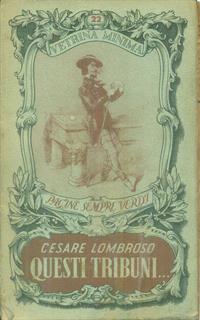 22
VETRINA MINIMA
PAGINE SEMPRE VERDI
CESARE LOMBROSO
QUESTI TRIBUNI...